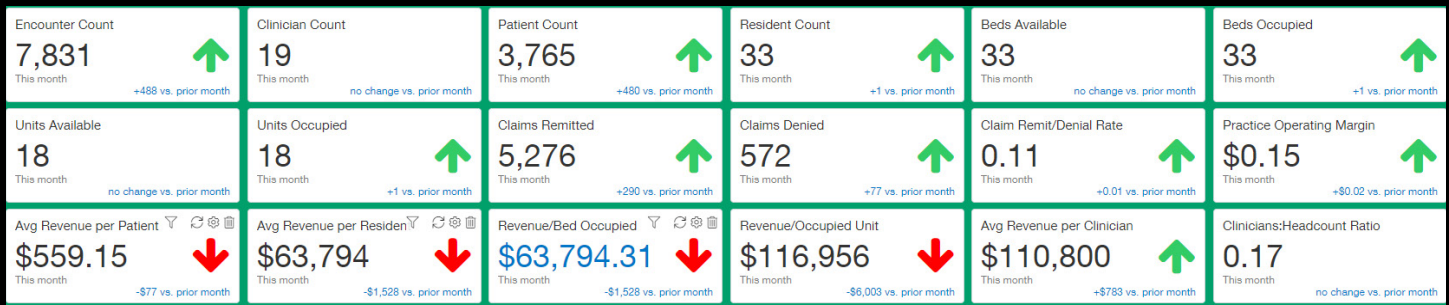 Encounter Count
7,831
This month
+488 vs. prior month
Clinician Count
19
This month
no change vs. prior month
Patient Count
3,765
This month
+480 vs. prior month
Resident Count
33
This month
+1 vs. prior month
Beds Available
33
This month
no change vs. prior month
Beds Occupied
33
This month
+1 vs. prior month
Units Available
18
This month
no change vs. prior month
Units Occupied
18
This month
+1 vs. prior month
Claims Remitted
5,276
This month
+290 vs. prior month
Claims Denied
572
This month
+77 vs. prior month
Claim Remit/Denial Rate
0.11
This month
+0.01 vs. prior month
Practice Operating Margin
$0.15
This month
+$0.02 vs. prior month
Avg Revenue per Patient
$559.15
This month
-$77 vs. prior month
Avg Revenue per Residen
$63,794
This month
-$1,528 vs. prior month
Revenue/Bed Occupied
$63,794.31
This month
-$1,528 vs. prior month
Revenue/Occupied Unit
$116,956
This month
-$6,003 vs. prior month
Avg Revenue per Clinician
$110,800
This month
+$783 vs. prior month
Clinicians:Headcount Ratio
0.17
This month
no change vs. prior month